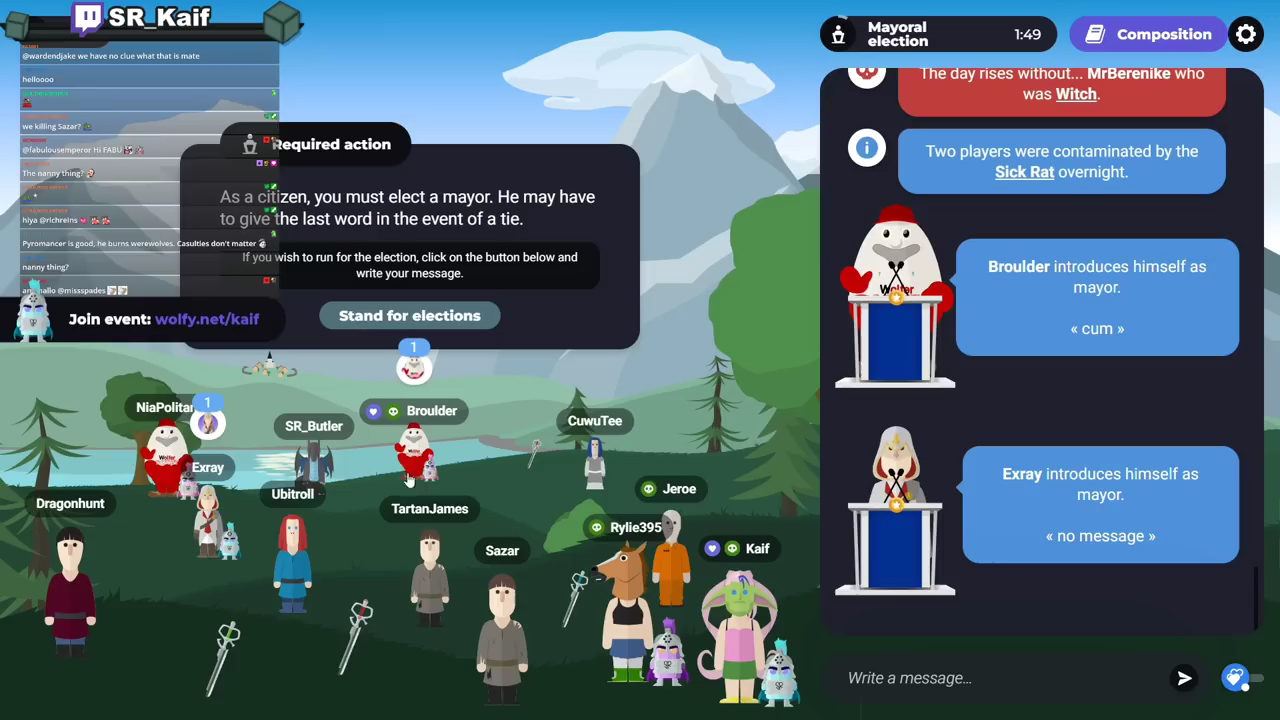 SR_Kaif
@wardendjake we have no clue what that is mate
helloooo
we killing Sazar?
@fabulousemperor Hi FABU
The nanny thing?
hiya @richreins
Pyromancer is good, he burns werewolves. Casulties don't matter
nanny thing?
hallo @missspades
Join event: wolfy.net/kaif
Required action
As a citizen, you must elect a mayor. He may have
to give the last word in the event of a tie.
If you wish to run for the election, click on the button below and
write your message.
Stand for elections
1
1
NiaPolitan
Exray
SR_Butler
Broulder
CuwuTee
Dragonhunt
Ubitroll
TartanJames
Sazar
Jeroe
Rylie395
Kaif
Wolfy
Mayoral
election
1:49
Composition
The day rises without... MrBerenike who
was Witch.
Two players were contaminated by the
Sick Rat overnight.
Broulder introduces himself as
mayor.
« cum »
Exray introduces himself as
mayor.
« no message »
Write a message...